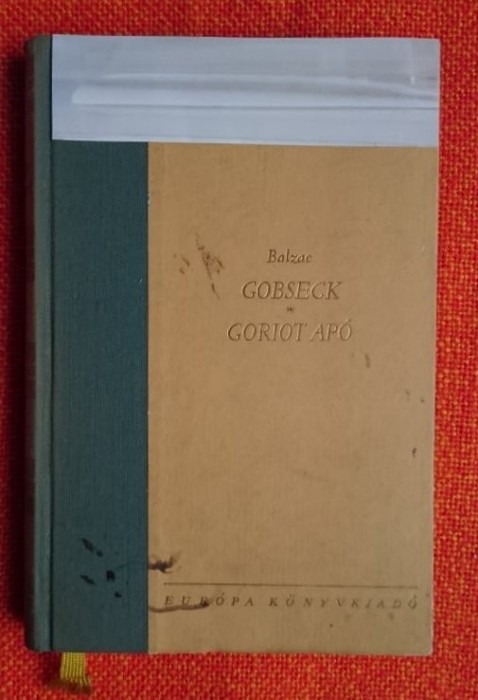 Balzac
GOBSECK
*
GORIOT APÓ
EURÓPA KÖNYVKIADÓ